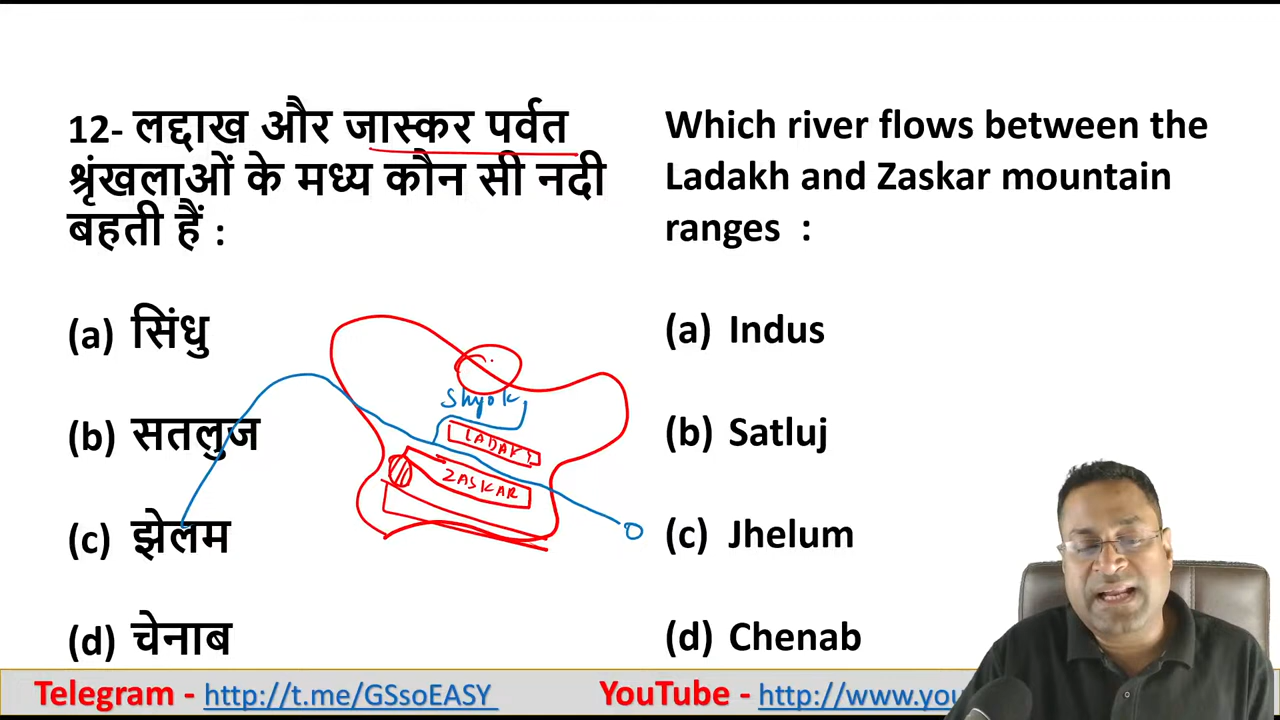 12- लद्दाख और जास्कर पर्वत
श्रृंखलाओं के मध्य कौन सी नदी
बहती हैं :
(a) सिंधु
(b) सतलुज
(c) झेलम
(d) चेनाब
Which river flows between the
Ladakh and Zaskar mountain
ranges :
(a) Indus
(b) Satluj
(c) Jhelum
(d) Chenab
Shyok
ZASKAR
Telegram - http://t.me/GSsoEASY
YouTube - http://www.you